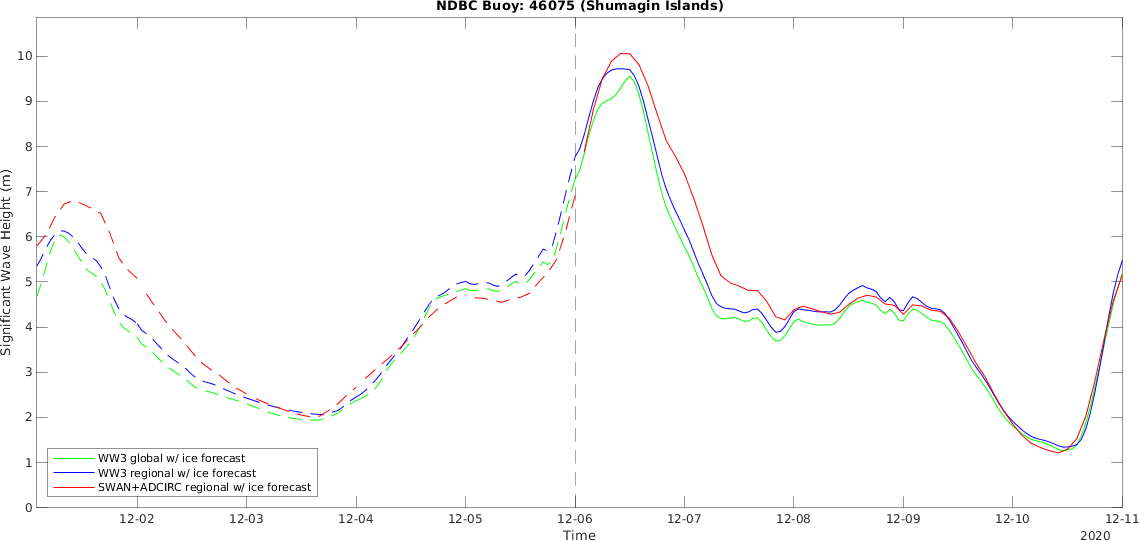 NDBC Buoy: 46075 (Shumagin Islands)
Significant Wave Height (m)
10
9
8
7
6
5
4
3
2
1
0
WW3 global w/ ice forecast
WW3 regional w/ ice forecast
SWAN+ADCIRC regional w/ ice forecast
12-02 12-03 12-04 12-05 12-06 12-07 12-08 12-09 12-10 12-11
Time
2020